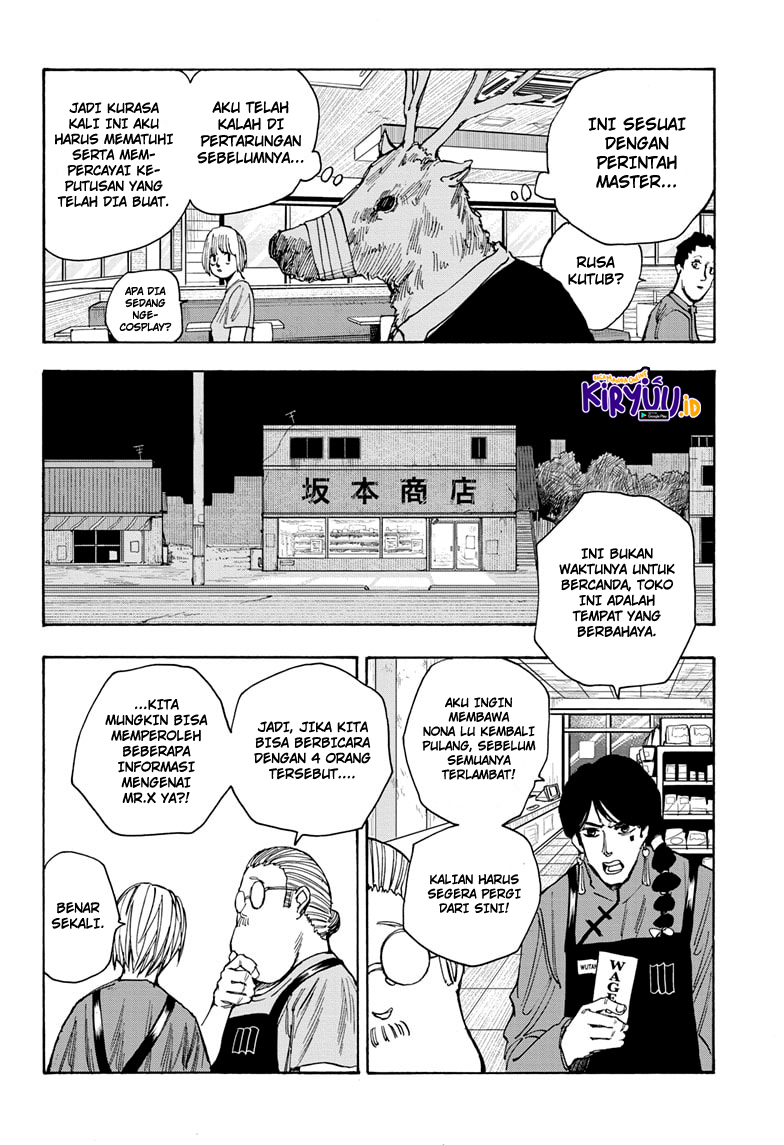 INI SESUAI
DENGAN
PERINTAH
MASTER...
AKU TELAH
KALAH DI
PERTARUNGAN
SEBELUMNYA...
JADI KURASA
KALI INI AKU
HARUS MEMATUHI
SERTA MEM-
PERCAYAI KE-
PUTUSAN YANG
TELAH DIA BUAT.
RUSA
KUTUB?
APA DIA
SEDANG
NGE-
COSPLAY?
KIRYUU.ID
坂本商店
INI BUKAN
WAKTUNYA UNTUK
BERCANDA, TOKO
INI ADALAH
TEMPAT YANG
BERBAHAYA.
AKU INGIN
MEMBAWA
NONA LU KEMBALI
PULANG, SEBELUM
SEMUANYA
TERLAMBAT!
KALIAN HARUS
SEGERA PERGI
DARI SINI!
WUTAN
WAGE
JADI, JIKA KITA
BISA BERBICARA
DENGAN 4 ORANG
TERSEBUT....
...KITA
MUNGKIN BISA
MEMPEROLEH
BEBERAPA
INFORMASI
MENGENAI
MR.X YA?!
BENAR
SEKALI.